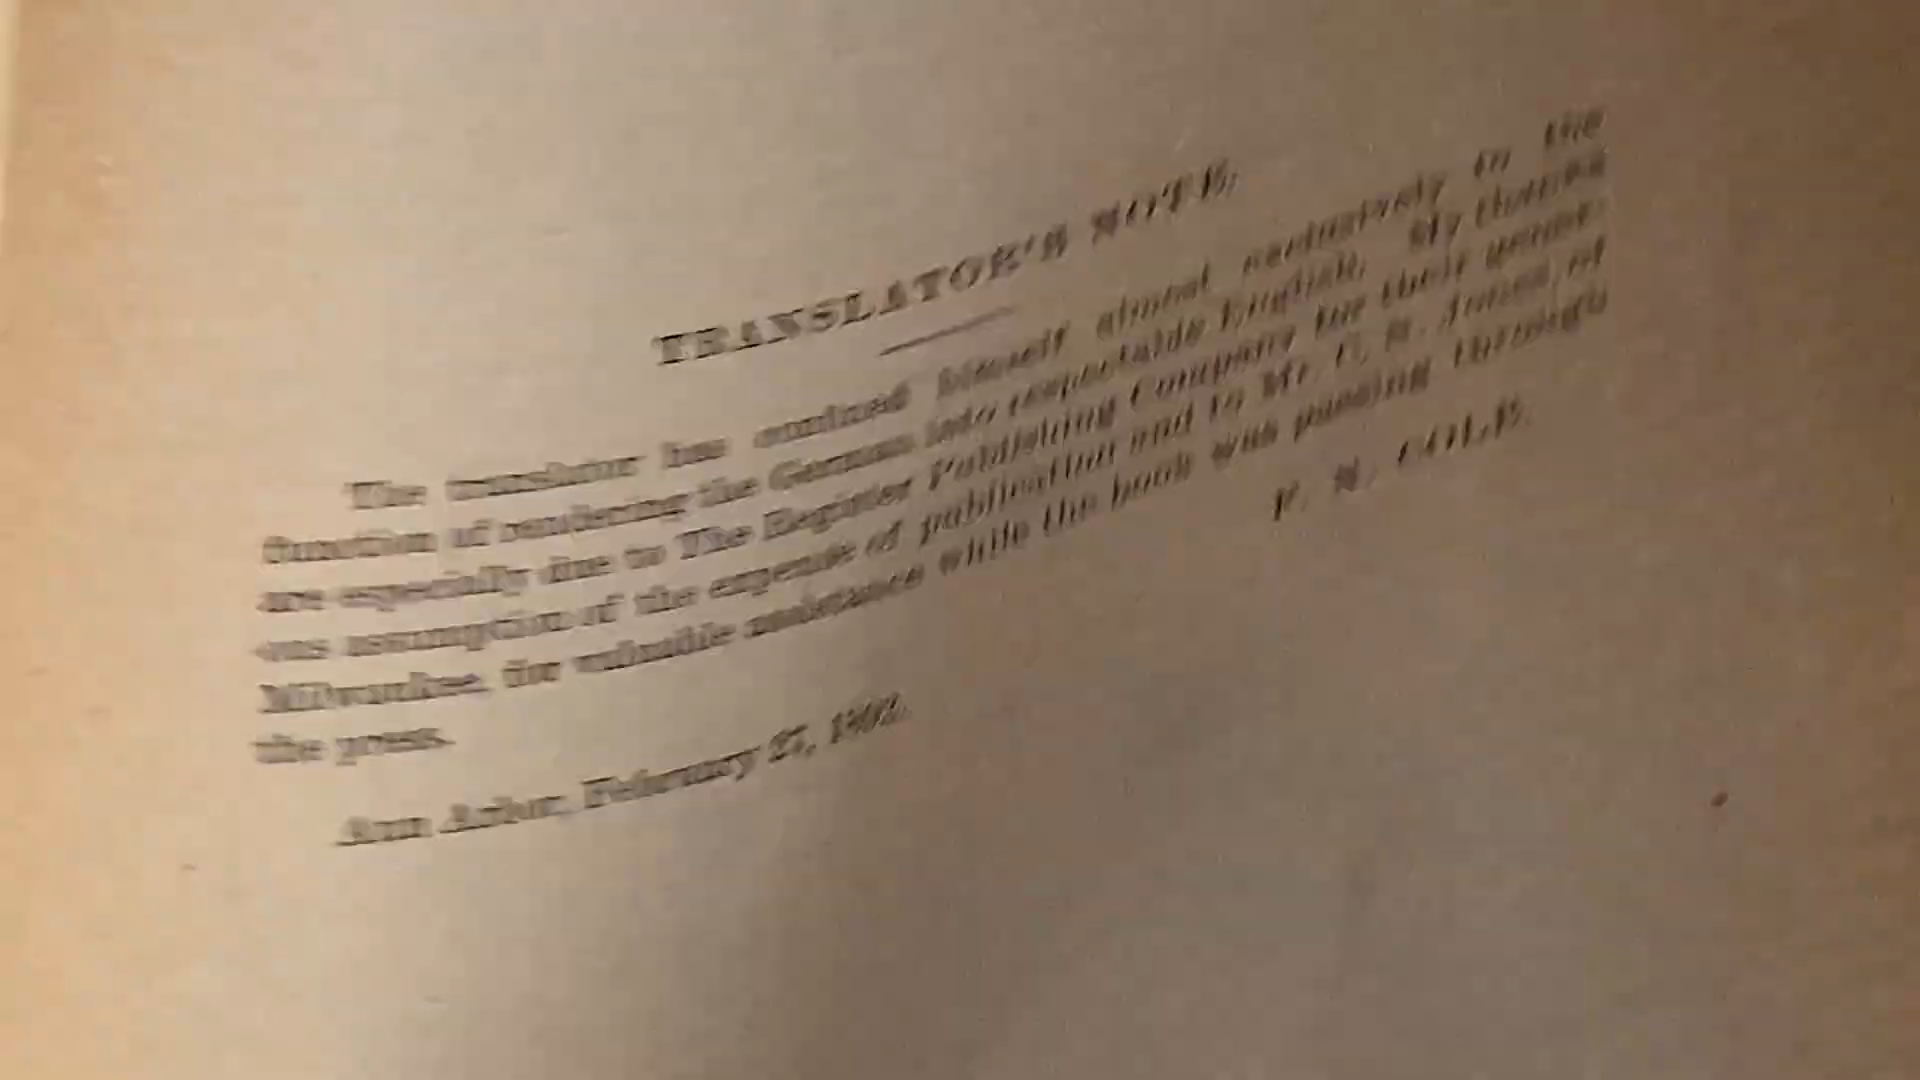 TRANSLATOR'S NOTE.
The translator has confined himself almost exclusively to the
function of rendering the German into respectable English. My thanks
are especially due to The Register Publishing Company for their gener-
ous assumption of the expense of publication and to Mr. of
Milwaukee, for valuable assistance while the book was passing through
the press.
F. N. COLE.
Ann Arbor, February 27, 1892.